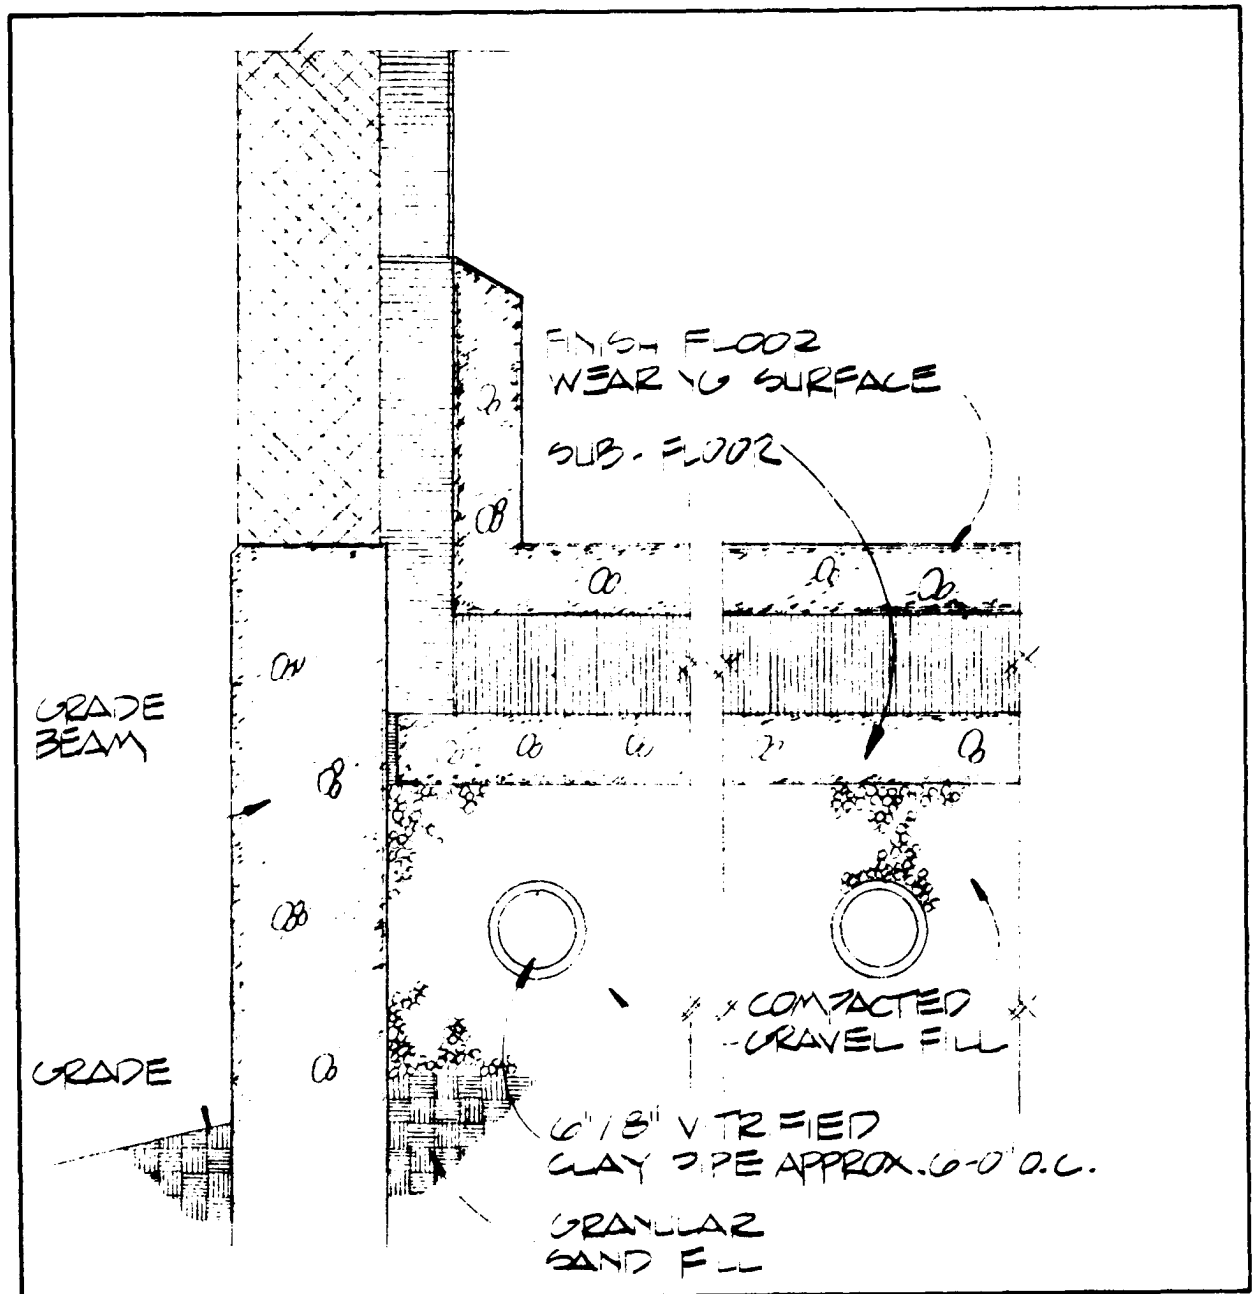 FINISH FLOOR
WEARING SURFACE
SUB-FLOOR
GRADE
BEAM
COMPACTED
GRAVEL FILL
GRADE
6"/8" VITRIFIED
CLAY PIPE APPROX. 6-0" O.C.
GRANULAR
SAND FILL